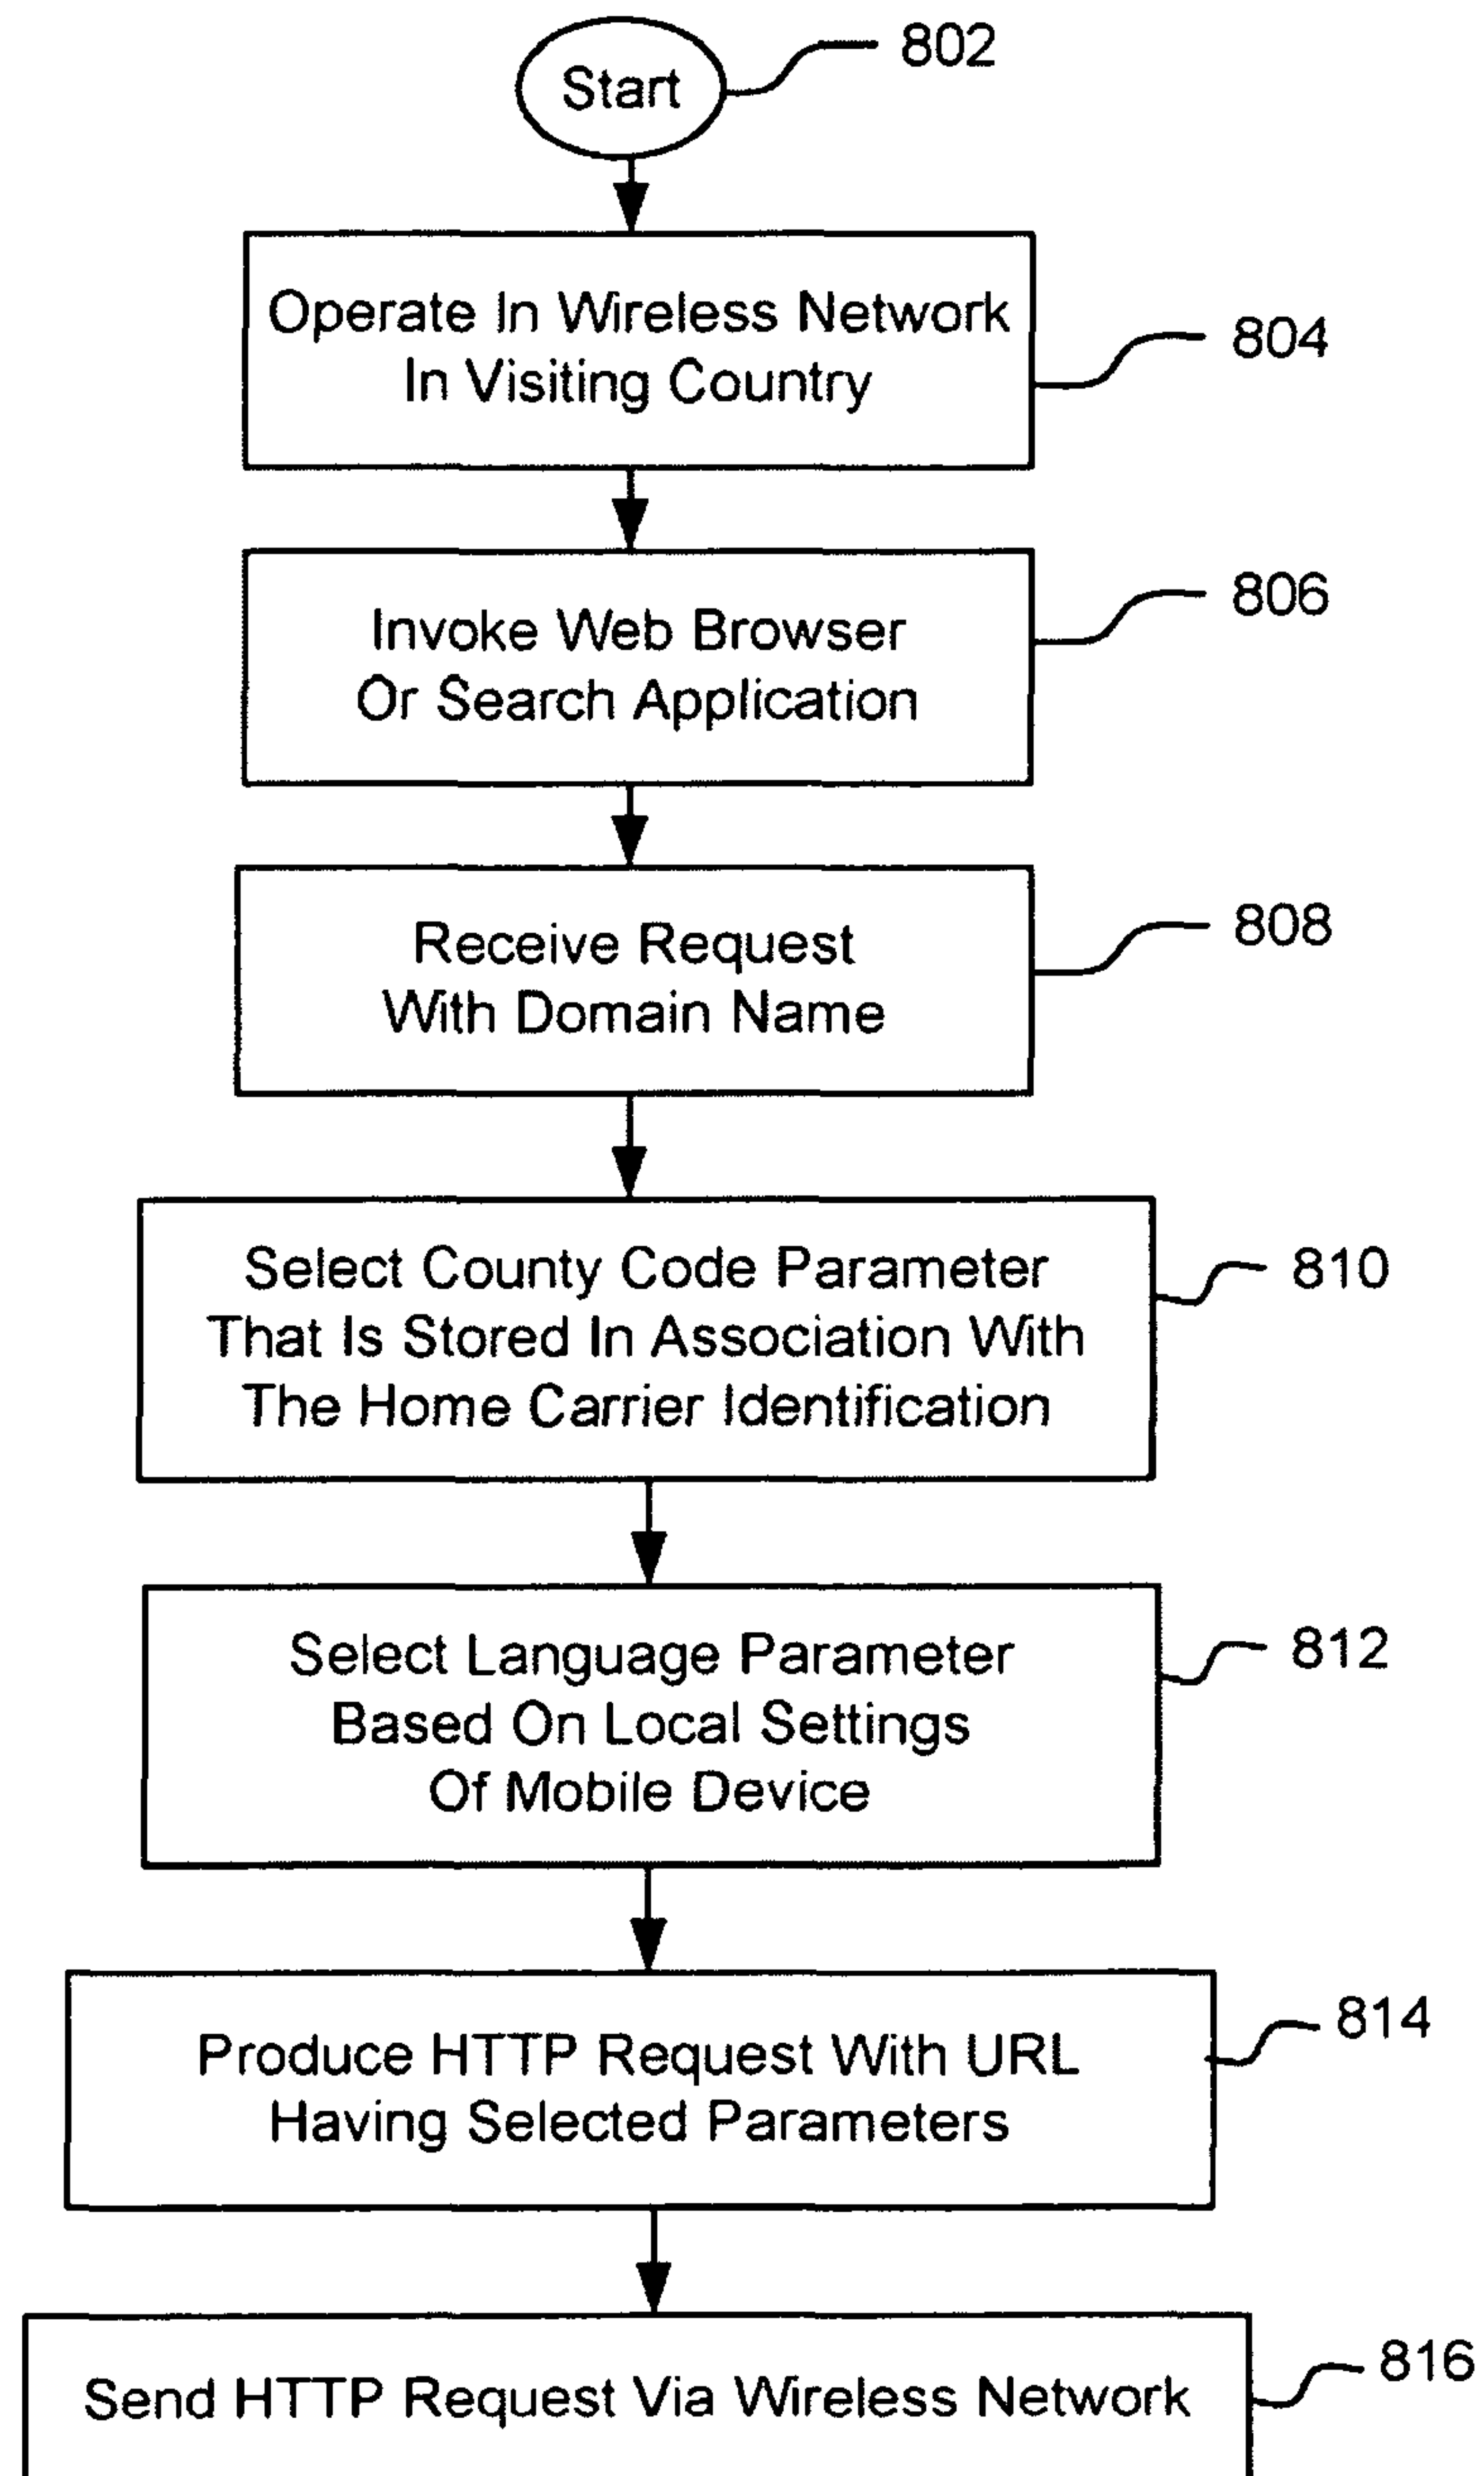 Start
802
Operate In Wireless Network
In Visiting Country
804
Invoke Web Browser
Or Search Application
806
Receive Request
With Domain Name
808
Select County Code Parameter
That Is Stored In Association With
The Home Carrier Identification
810
Select Language Parameter
Based On Local Settings
Of Mobile Device
812
Produce HTTP Request With URL
Having Selected Parameters
814
Send HTTP Request Via Wireless Network
816